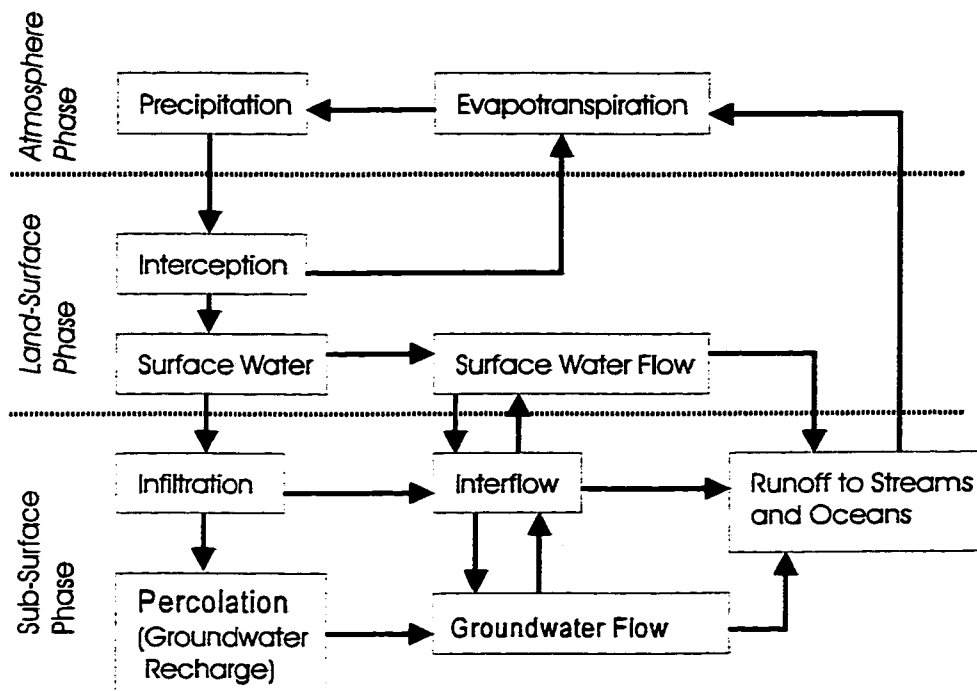 Atmosphere
Phase
Precipitation
Evapotranspiration
Land-Surface
Phase
Interception
Surface Water
Surface Water Flow
Sub-Surface
Phase
Infiltration
Interflow
Runoff to Streams
and Oceans
Percolation
(Groundwater
Recharge)
Groundwater Flow